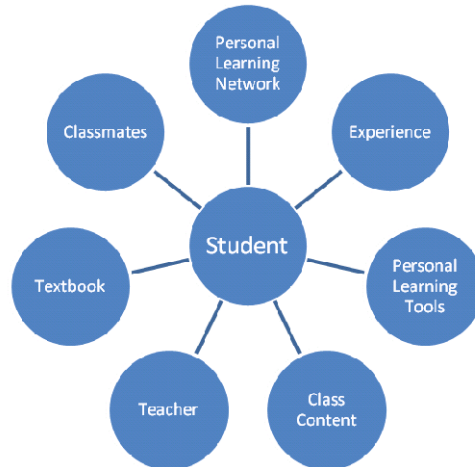 Personal
Learning
Network
Classmates
Experience
Student
Textbook
Personal
Learning
Tools
Teacher
Class
Content